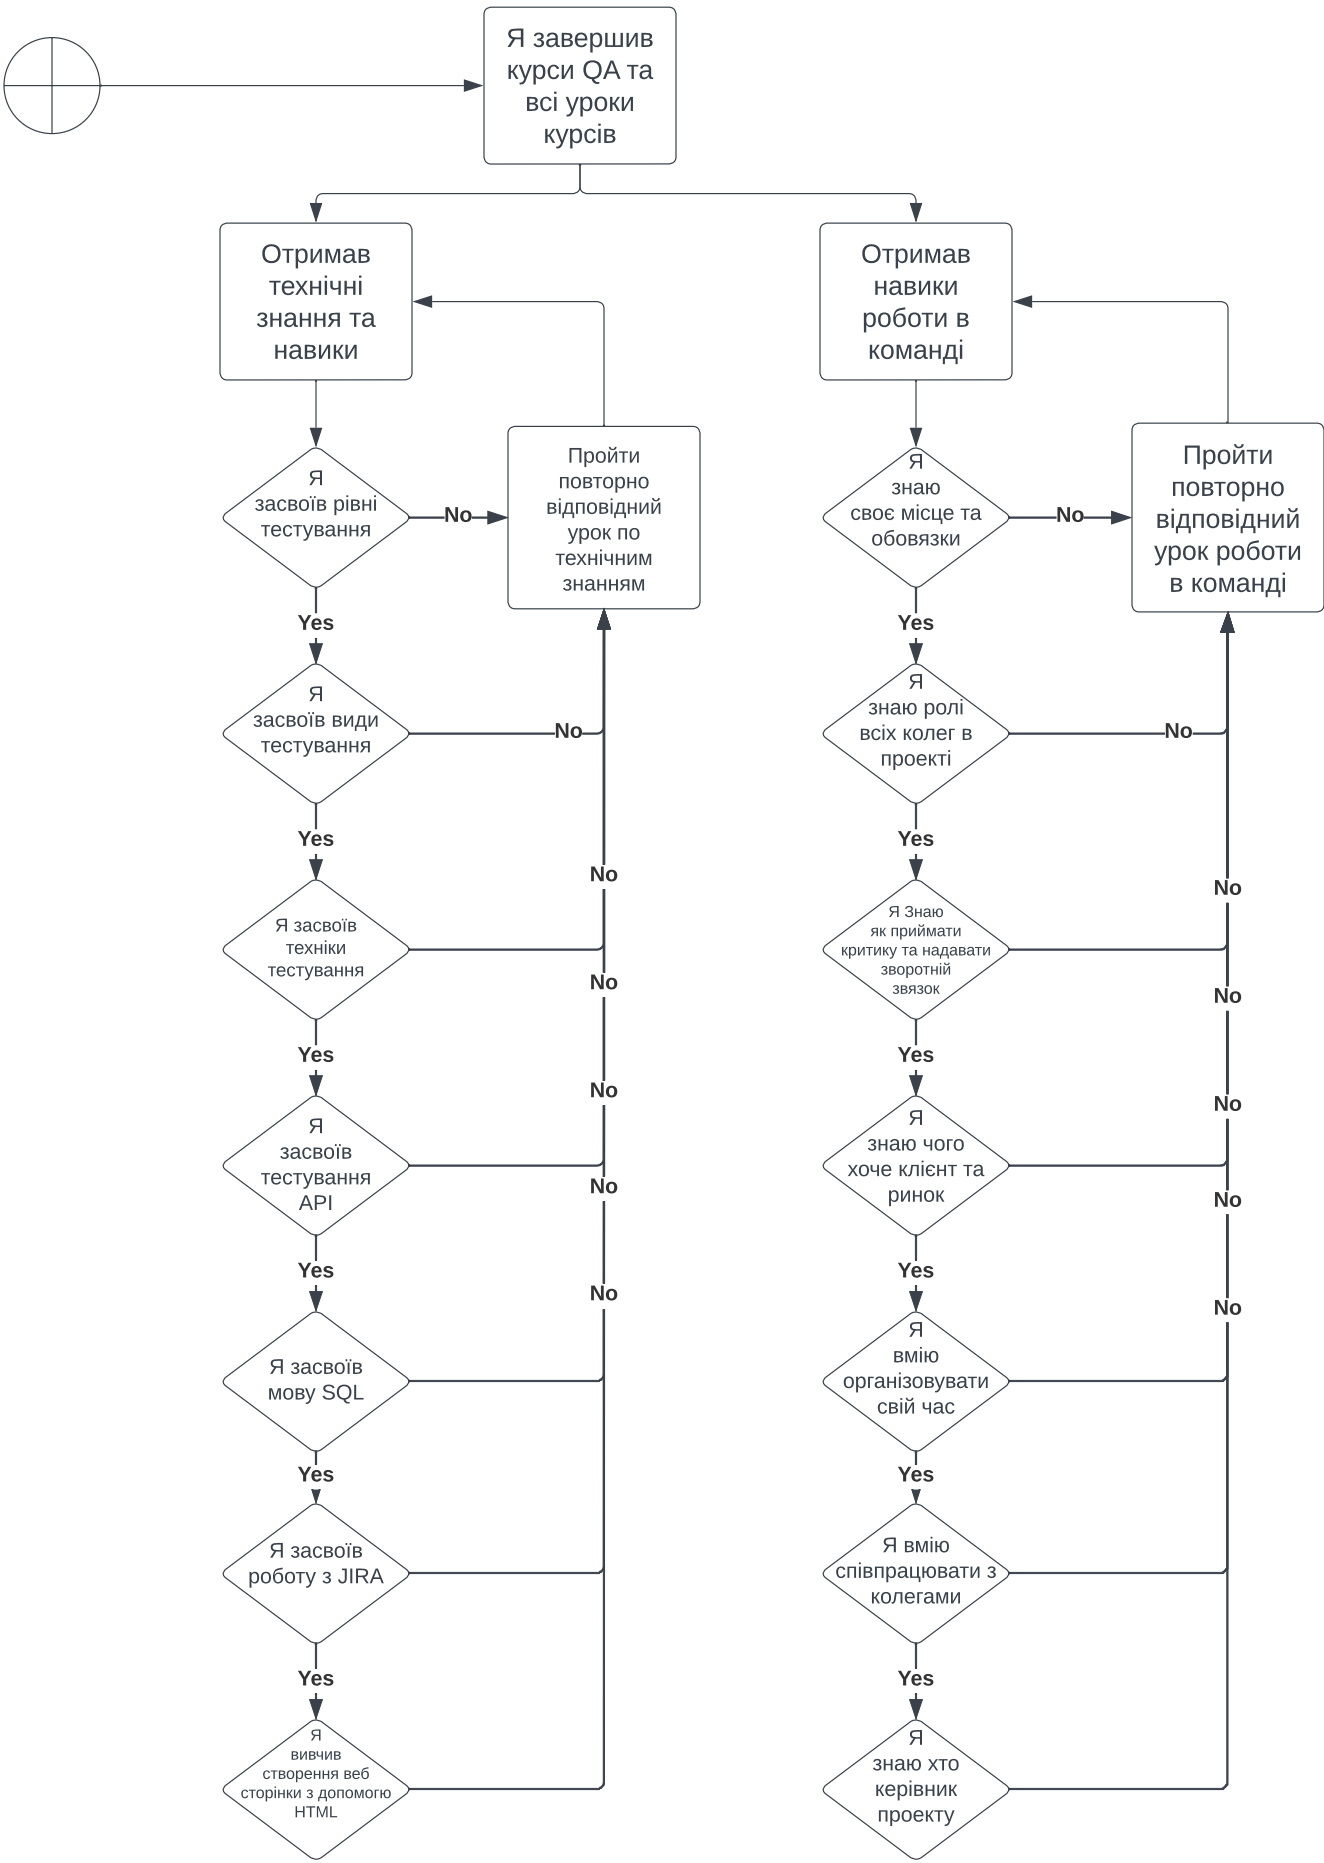 Я завершив
курси QA та
всі уроки
курсів
Отримав
технічні
знання та
навики
Отримав
навики
роботи в
команді
Я
засвоїв рівні
тестування
No
Пройти
повторно
відповідний
урок по
технічним
знанням
Я
знаю
своє місце та
обовязки
No
Пройти
повторно
відповідний
урок роботи
в команді
Yes
Yes
Я
засвоїв види
тестування
No
Я
знаю ролі
всіх колег в
проекті
No
Yes
Yes
No
No
Я засвоїв
техніки
тестування
Я Знаю
як приймати
критику та надавати
зворотній
звязок
No
No
Yes
Yes
No
No
Я
засвоїв
тестування
API
Я
знаю чого
хоче клієнт та
ринок
No
No
Yes
Yes
No
No
Я засвоїв
мову SQL
Я
вмію
організовувати
свій час
Yes
Yes
Я засвоїв
роботу з JIRA
Я вмію
співпрацювати з
колегами
Yes
Yes
Я
вивчив
створення веб
сторінки з допомогю
HTML
Я
знаю хто
керівник
проекту